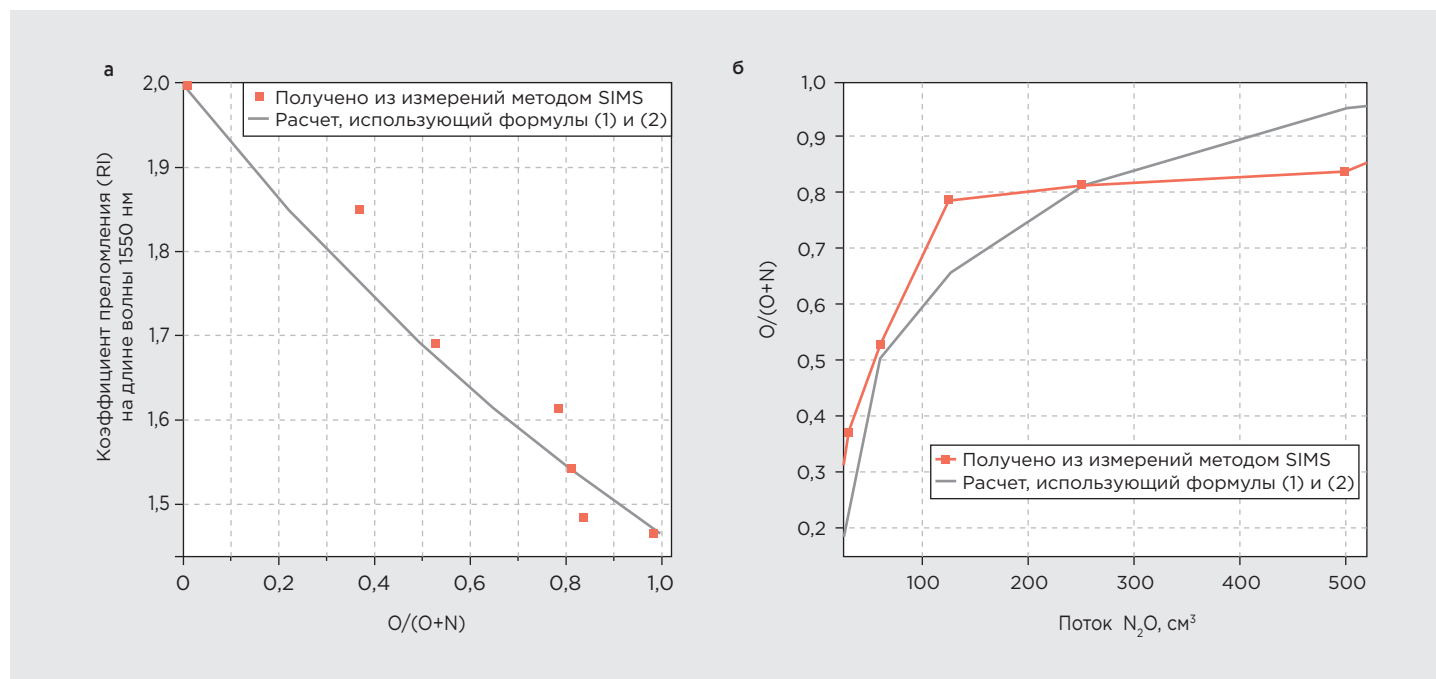 а
2,0
1,9
1,8
1,7
1,6
1,5
Коэффициент преломления (RI)
на длине волны 1550 нм
Получено из измерений методом SIMS
Расчет, использующий формулы (1) и (2)
0 0,2 0,4 0,6 0,8 1,0
O/(O+N)
б
1,0
0,9
0,8
0,7
0,6
0,5
0,4
0,3
0,2
O/(O+N)
Получено из измерений методом SIMS
Расчет, использующий формулы (1) и (2)
100 200 300 400 500
Поток N₂O, см³